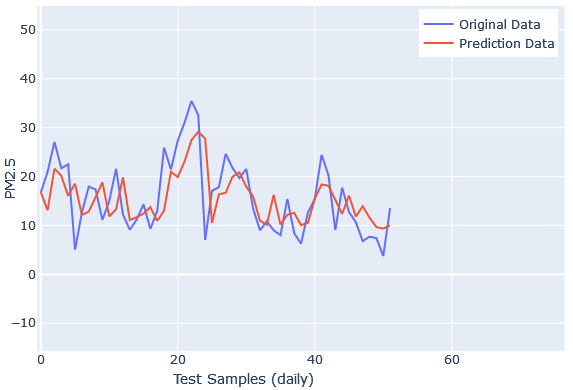 Original Data
Prediction Data
PM2.5
50
40
30
20
10
0
−10
0
20
40
60
Test Samples (daily)